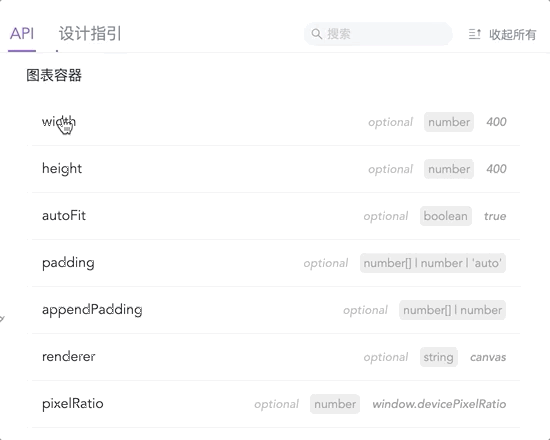 API 设计指引 搜索 收起所有
图表容器
width optional number 400
height optional number 400
autoFit optional boolean true
padding optional number[] | number | 'auto'
appendPadding optional number[] | number
renderer optional string canvas
pixelRatio optional number window.devicePixelRatio